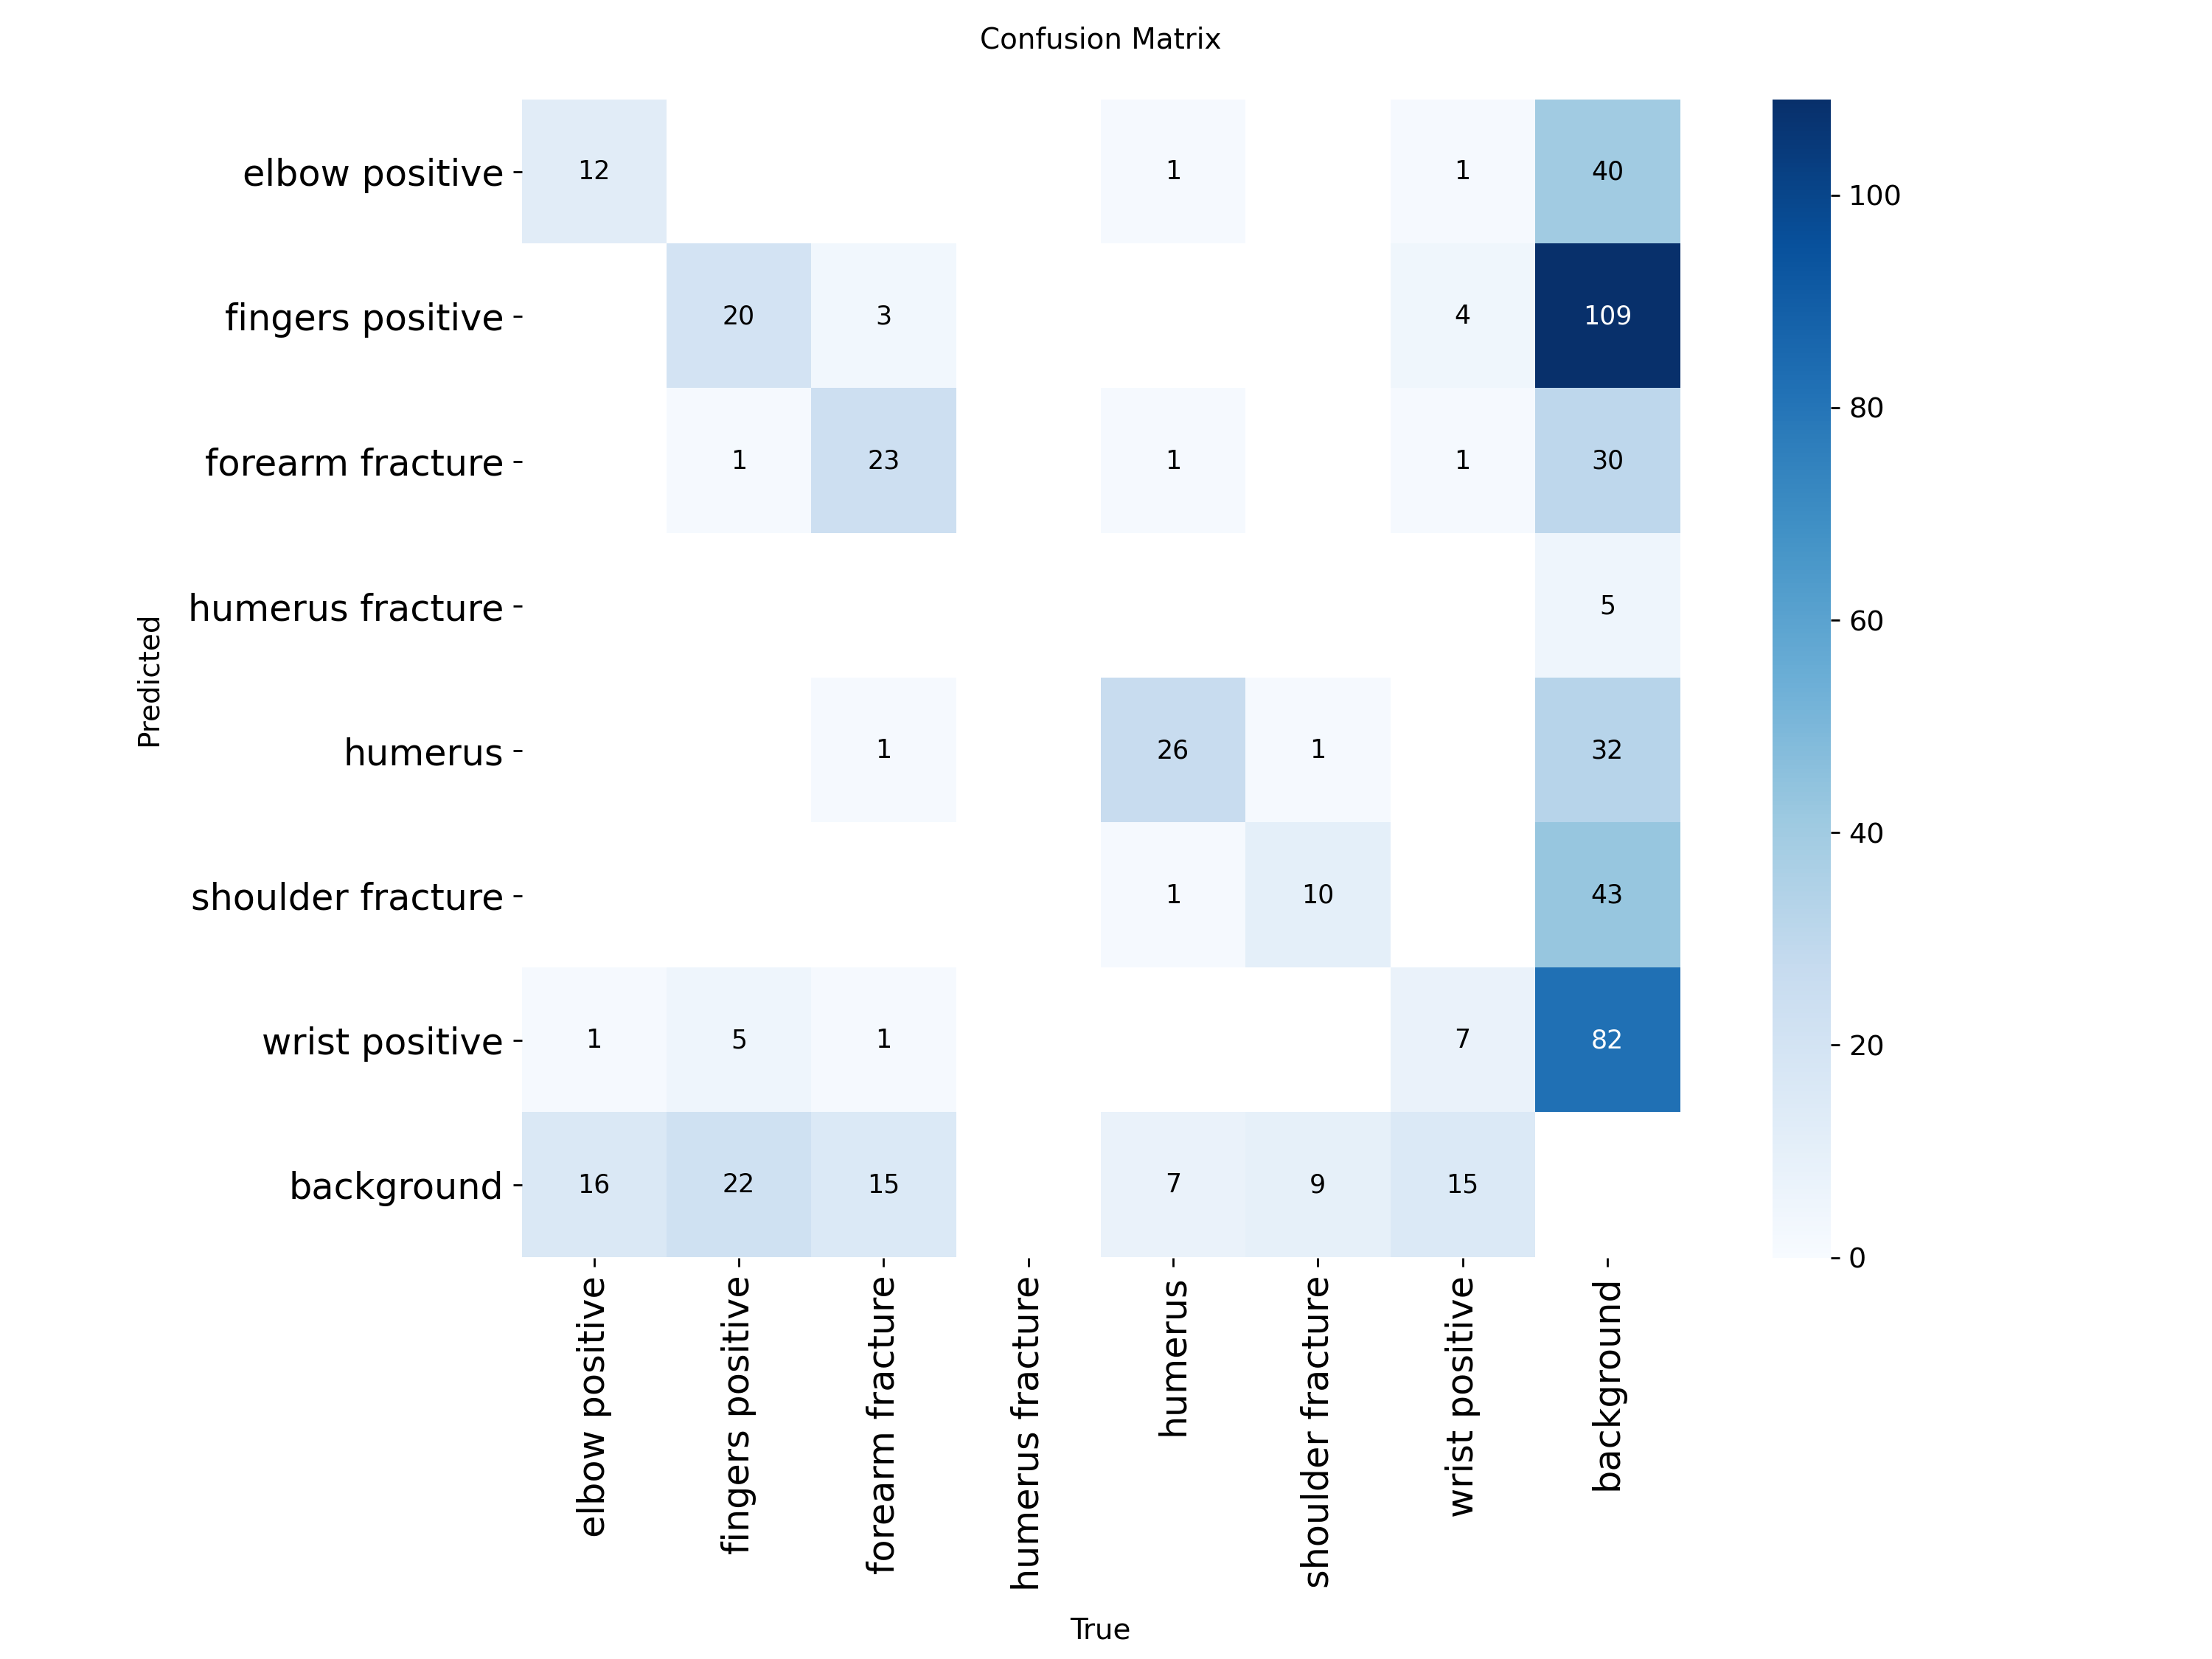 Confusion Matrix
elbow positive 12 1 1 40
fingers positive 20 3 4 109
forearm fracture 1 23 1 1 30
humerus fracture 5
humerus 1 26 1 32
shoulder fracture 1 10 43
wrist positive 1 5 1 7 82
background 16 22 15 7 9 15
Predicted
elbow positive
fingers positive
forearm fracture
humerus fracture
humerus
shoulder fracture
wrist positive
background
True
100
80
60
40
20
0